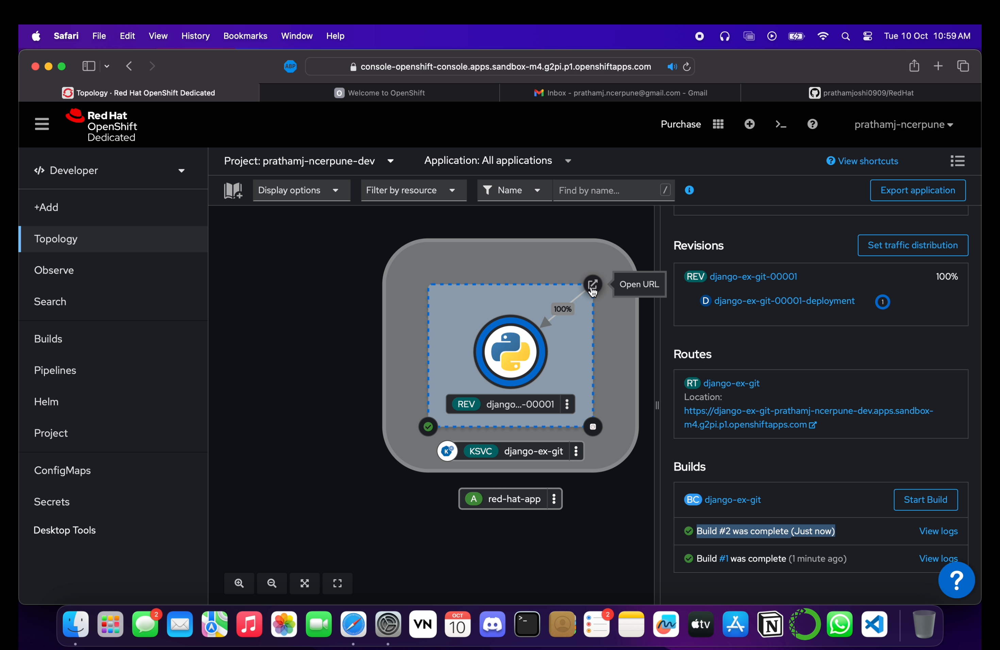 Safari File Edit View History Bookmarks Window Help Tue 10 Oct 10:59 AM
ABP console-openshift-console.apps.sandbox-m4.g2pi.p1.openshiftapps.com
Topology · Red Hat OpenShift Dedicated
O Welcome to OpenShift
Inbox - prathamj.ncerpune@gmail.com - Gmail
prathamjoshi0909/RedHat
Red Hat
OpenShift
Dedicated
Purchase
prathamj-ncerpune
</> Developer
+Add
Topology
Observe
Search
Builds
Pipelines
Helm
Project
ConfigMaps
Secrets
Desktop Tools
Project: prathamj-ncerpune-dev
Application: All applications
View shortcuts
Display options
Filter by resource
Name
Find by name...
/
Export application
Open URL
100%
REV django...-00001
KSVC django-ex-git
A red-hat-app
Revisions
Set traffic distribution
REV django-ex-git-00001 100%
D django-ex-git-00001-deployment 1
Routes
RT django-ex-git
Location:
https://django-ex-git-prathamj-ncerpune-dev.apps.sandbox-
m4.g2pi.p1.openshiftapps.com
Builds
BC django-ex-git
Start Build
Build #2 was complete (Just now) View logs
Build #1 was complete (1 minute ago) View logs
?
2
VN
OCT
10
2
tv
N